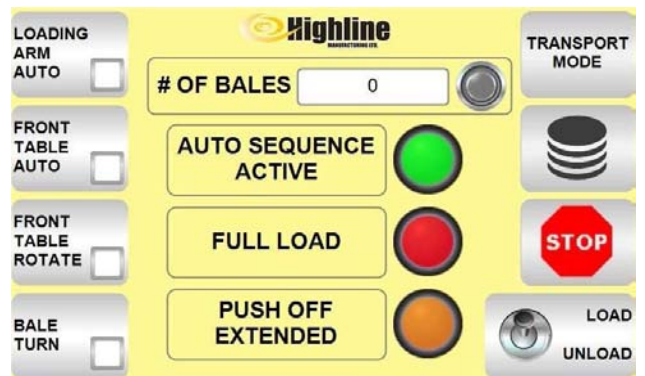 LOADING
ARM
AUTO
Highline
MANUFACTURING LTD.
TRANSPORT
MODE
# OF BALES 0
FRONT
TABLE
AUTO
AUTO SEQUENCE
ACTIVE
FRONT
TABLE
ROTATE
FULL LOAD
STOP
BALE
TURN
PUSH OFF
EXTENDED
LOAD
UNLOAD